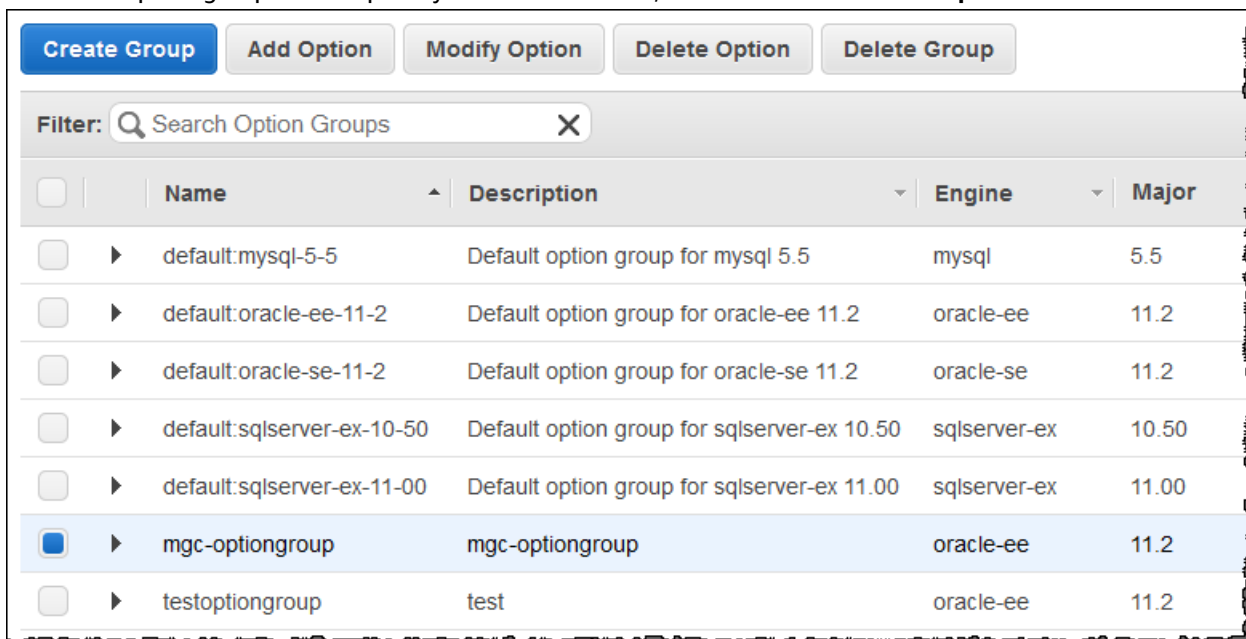 Create Group Add Option Modify Option Delete Option Delete Group
Filter: Search Option Groups
Name Description Engine Major
default:mysql-5-5 Default option group for mysql 5.5 mysql 5.5
default:oracle-ee-11-2 Default option group for oracle-ee 11.2 oracle-ee 11.2
default:oracle-se-11-2 Default option group for oracle-se 11.2 oracle-se 11.2
default:sqlserver-ex-10-50 Default option group for sqlserver-ex 10.50 sqlserver-ex 10.50
default:sqlserver-ex-11-00 Default option group for sqlserver-ex 11.00 sqlserver-ex 11.00
mgc-optiongroup mgc-optiongroup oracle-ee 11.2
testoptiongroup test oracle-ee 11.2